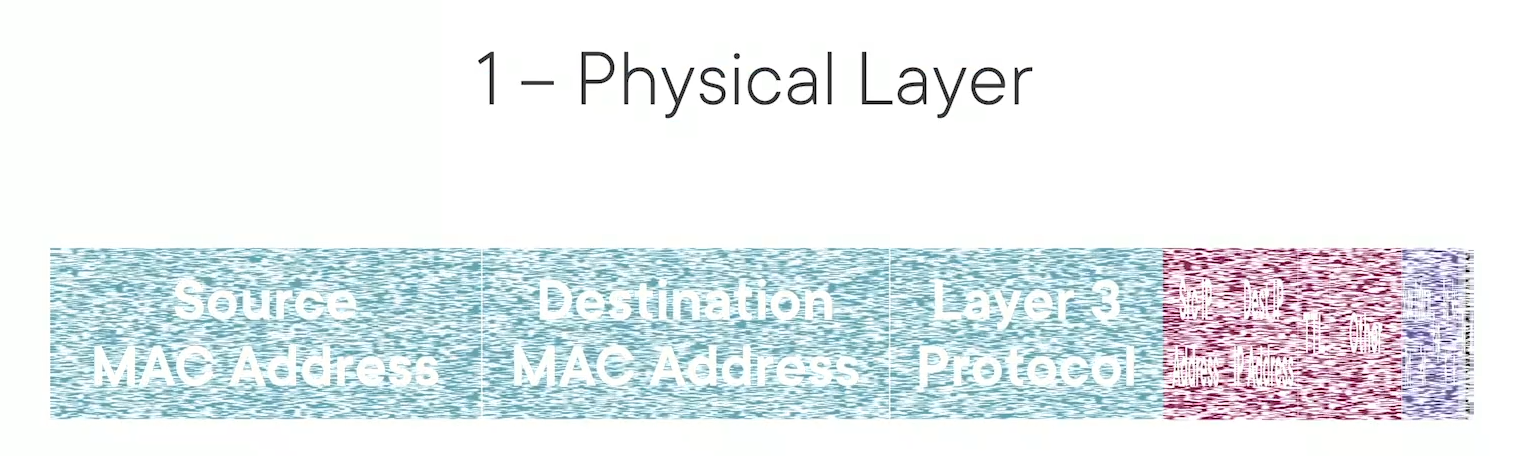 1 – Physical Layer
Source
MAC Address
Destination
MAC Address
Layer 3
Protocol
Src IP
Address
Dest IP
IP Address
TTL
Other